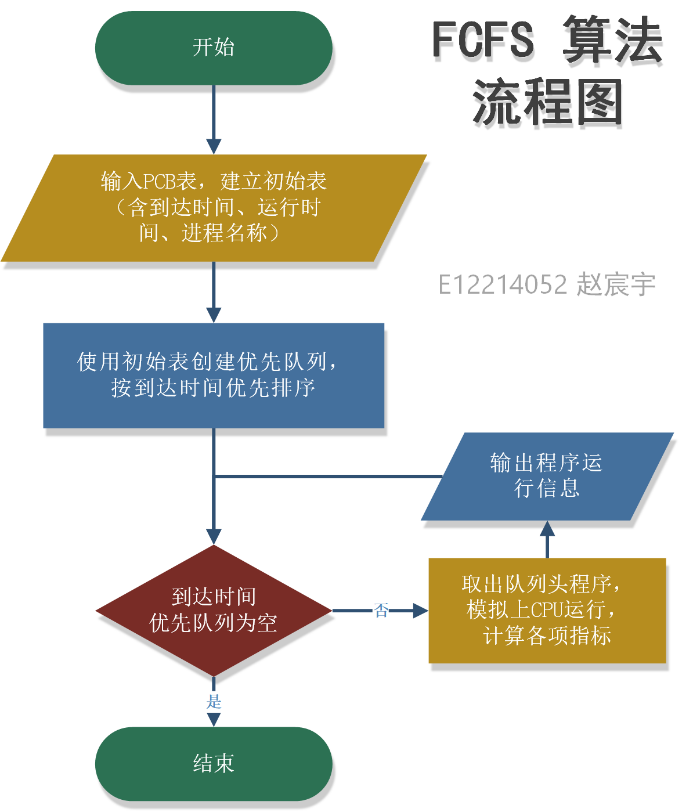 FCFS 算法
流程图
开始
输入PCB表，建立初始表
（含到达时间、运行时
间、进程名称）
E12214052 赵宸宇
使用初始表创建优先队列，
按到达时间优先排序
输出程序运
行信息
到达时间
优先队列为空
否
取出队列头程序，
模拟上CPU运行，
计算各项指标
是
结束